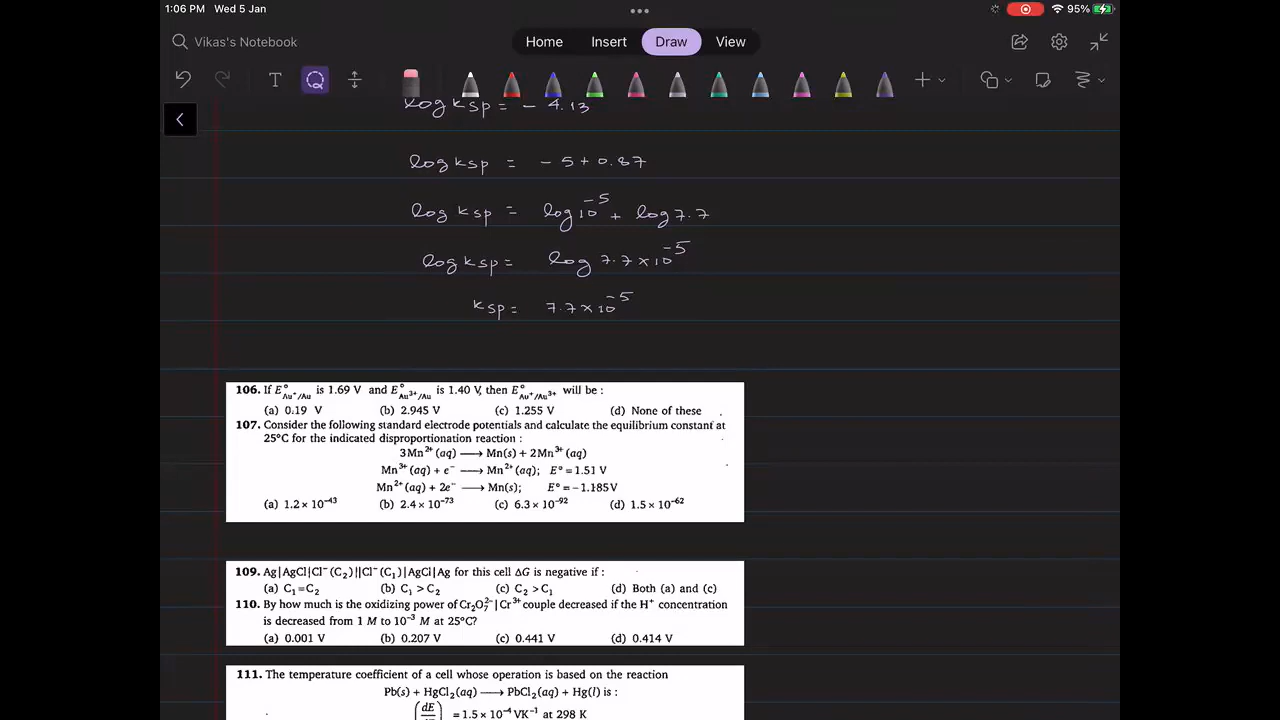 1:06 PM Wed 5 Jan
95%
Vikas's Notebook
Home Insert Draw View
log Ksp = - 4.13
log Ksp = - 5 + 0.87
log Ksp = log 10⁻⁵ + log 7.7
log Ksp = log 7.7 × 10⁻⁵
Ksp = 7.7 × 10⁻⁵
106. If E°Au⁺/Au is 1.69 V and E°Au³⁺/Au is 1.40 V, then E°Au⁺/Au³⁺ will be :
(a) 0.19 V (b) 2.945 V (c) 1.255 V (d) None of these
107. Consider the following standard electrode potentials and calculate the equilibrium constant at
25°C for the indicated disproportionation reaction :
3Mn²⁺(aq) ⟶ Mn(s) + 2Mn³⁺(aq)
Mn³⁺(aq) + e⁻ ⟶ Mn²⁺(aq); E° = 1.51 V
Mn²⁺(aq) + 2e⁻ ⟶ Mn(s); E° = – 1.185 V
(a) 1.2 × 10⁻⁴³ (b) 2.4 × 10⁻⁷³ (c) 6.3 × 10⁻⁹² (d) 1.5 × 10⁻⁶²
109. Ag|AgCl|Cl⁻(C₂)||Cl⁻(C₁)|AgCl|Ag for this cell ΔG is negative if :
(a) C₁ = C₂ (b) C₁ > C₂ (c) C₂ > C₁ (d) Both (a) and (c)
110. By how much is the oxidizing power of Cr₂O₇²⁻|Cr³⁺ couple decreased if the H⁺ concentration
is decreased from 1 M to 10⁻³ M at 25°C?
(a) 0.001 V (b) 0.207 V (c) 0.441 V (d) 0.414 V
111. The temperature coefficient of a cell whose operation is based on the reaction
Pb(s) + HgCl₂(aq) ⟶ PbCl₂(aq) + Hg(l) is :
(dE = 1.5 × 10⁻⁴ VK⁻¹ at 298 K